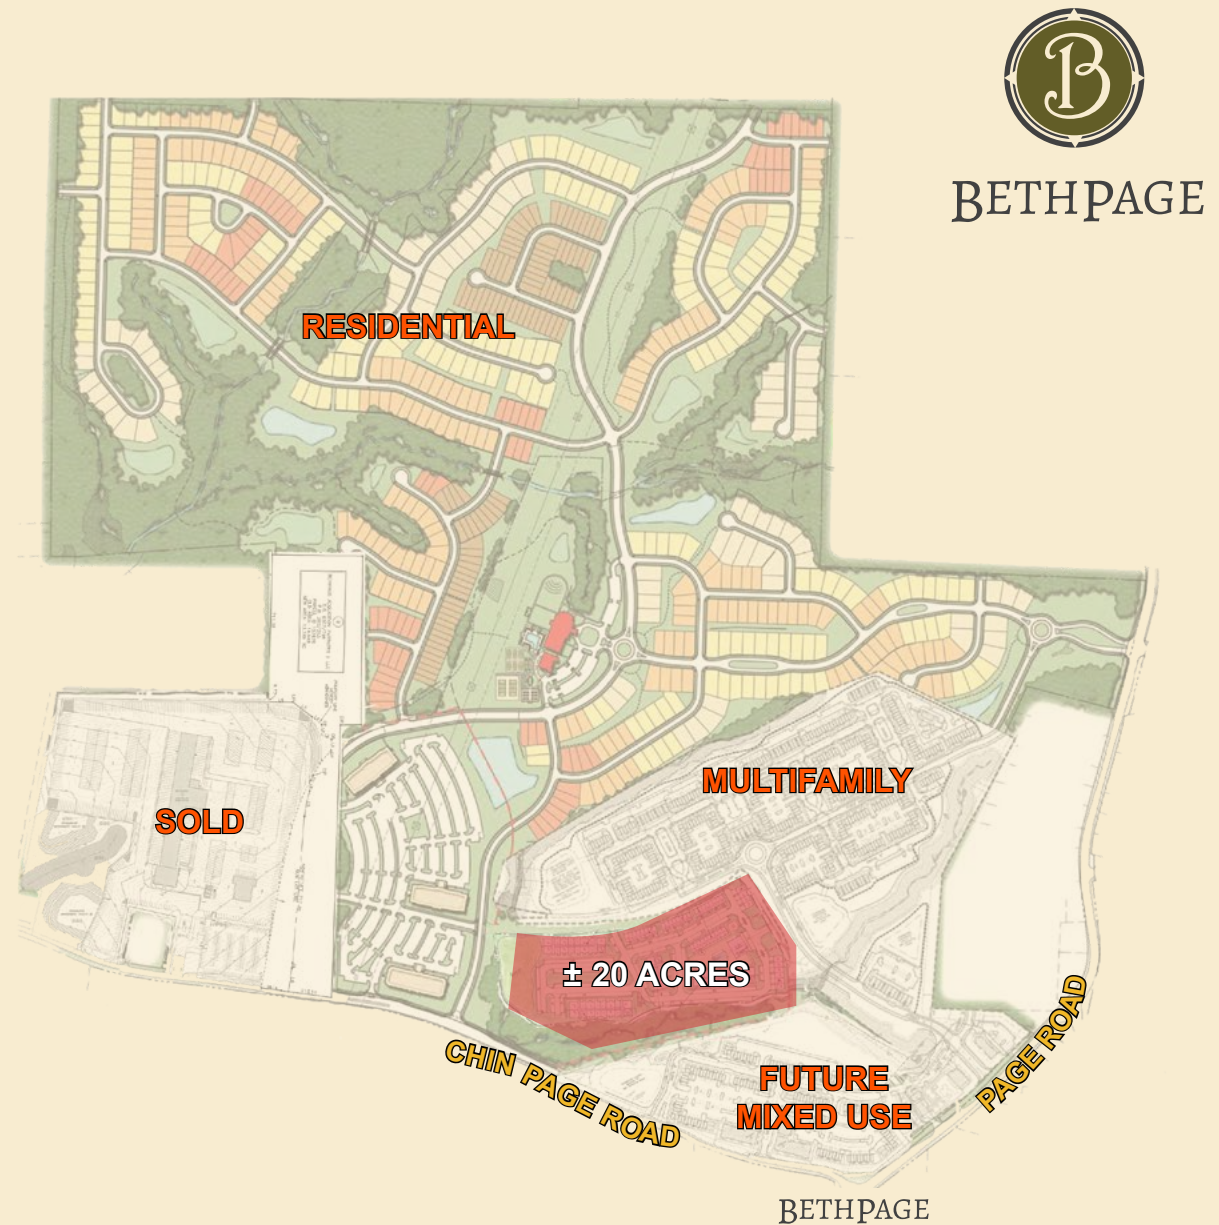 B
BETHPAGE
RESIDENTIAL
MULTIFAMILY
SOLD
± 20 ACRES
CHIN PAGE ROAD
PAGE ROAD
FUTURE
MIXED USE
BETHPAGE